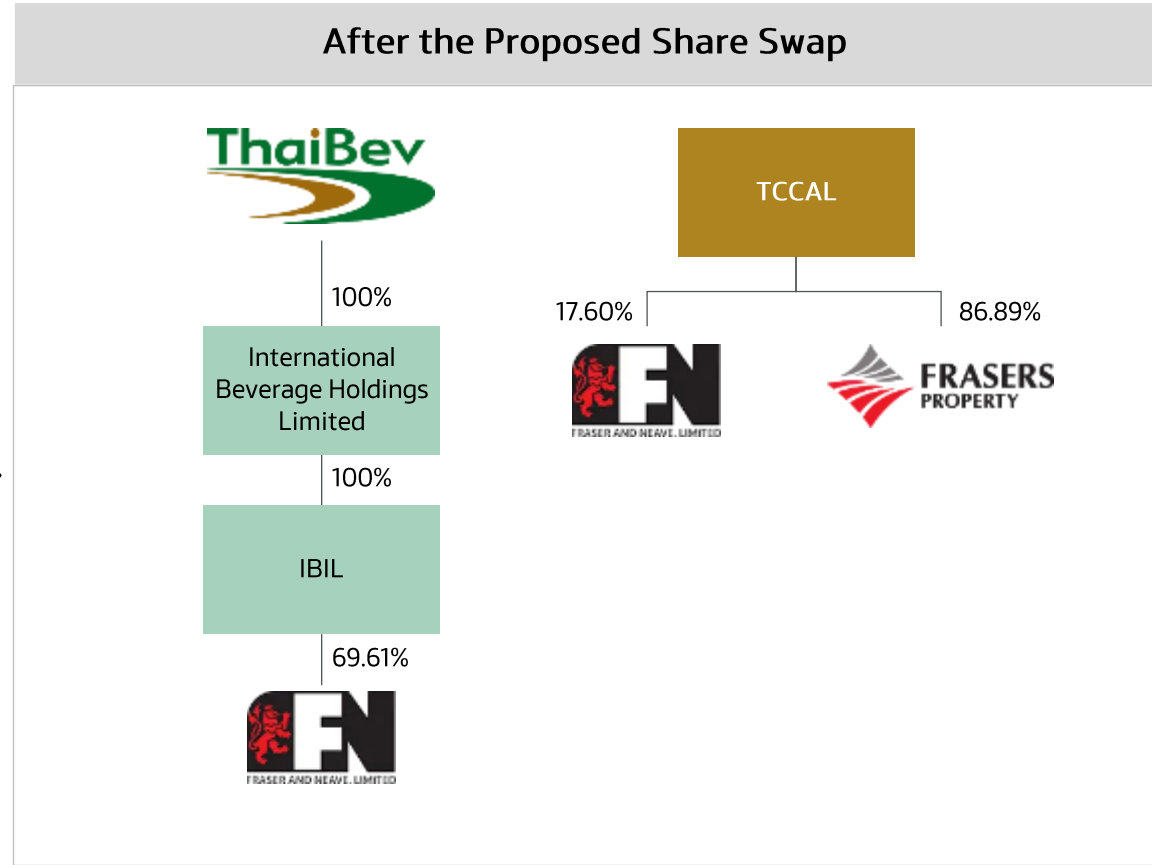 After the Proposed Share Swap
ThaiBev
100%
International
Beverage Holdings
Limited
100%
IBIL
69.61%
FN
FRASER AND NEAVE, LIMITED
TCCAL
17.60%
86.89%
FN
FRASER AND NEAVE, LIMITED
FRASERS
PROPERTY